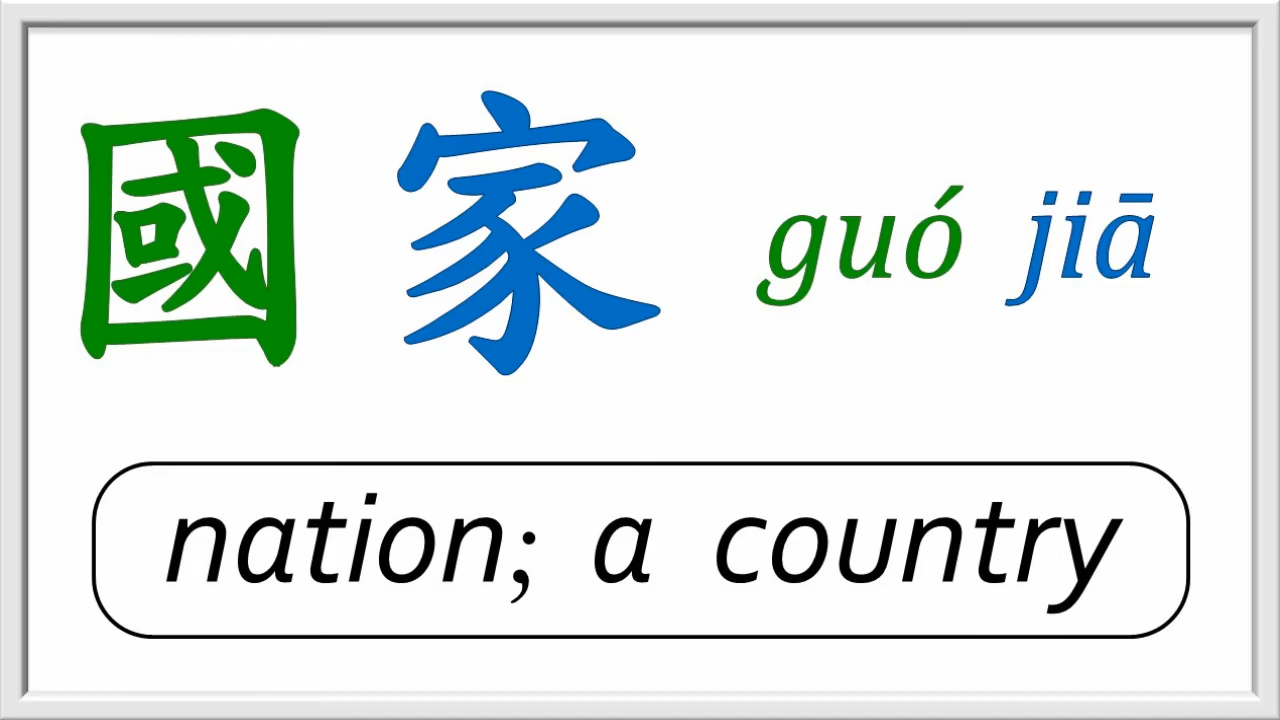 國家 guó jiā
nation; a country